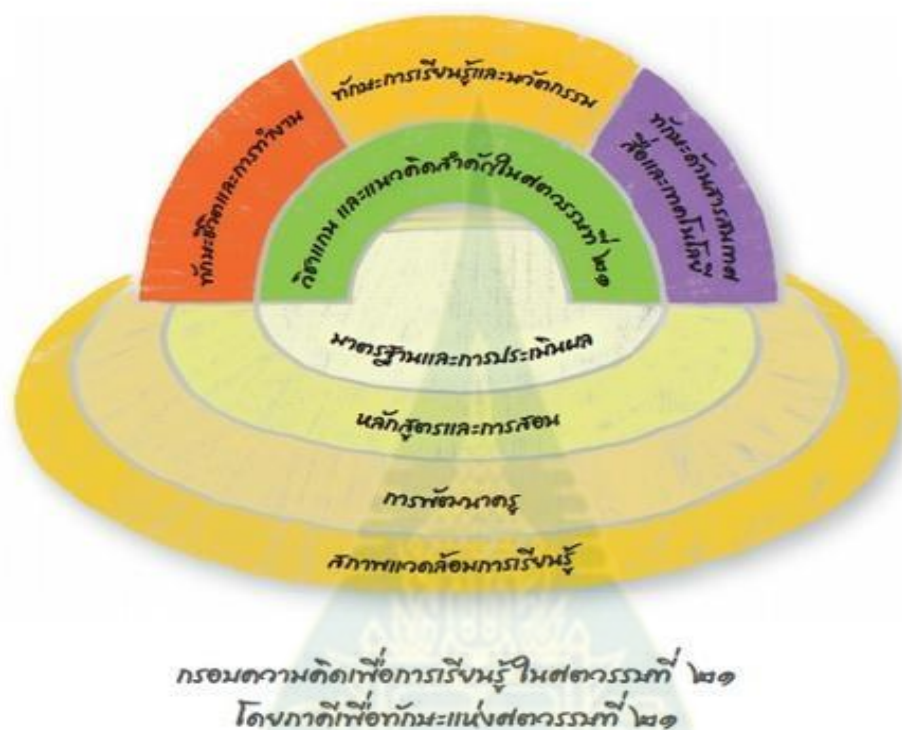 ทักษะการเรียนรู้และนวัตกรรม
ทักษะชีวิตและการทำงาน
ทักษะด้านสารสนเทศ
สื่อและเทคโนโลยี
วิชาแกน และแนวคิดสำคัญในศตวรรษที่ ๒๑
มาตรฐานและการประเมินผล
หลักสูตรและการสอน
การพัฒนาครู
สภาพแวดล้อมการเรียนรู้
กรอบความคิดเพื่อการเรียนรู้ ในศตวรรษที่ ๒๑
โดยภาคีเพื่อทักษะแห่งศตวรรษที่ ๒๑